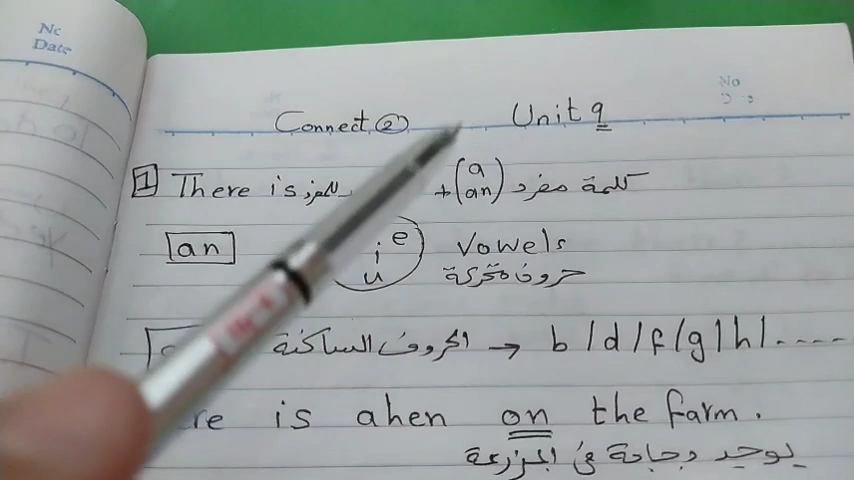 No
Date
No
Connect ② Unit 9
1 There is للمفرد + (a an) كلمة مفرد
an e i u Vowels
حروف متحركة
الحروف الساكنة → b/d/f/g/h/....
is a hen on the farm.
يوجد دجاجة في المزرعة